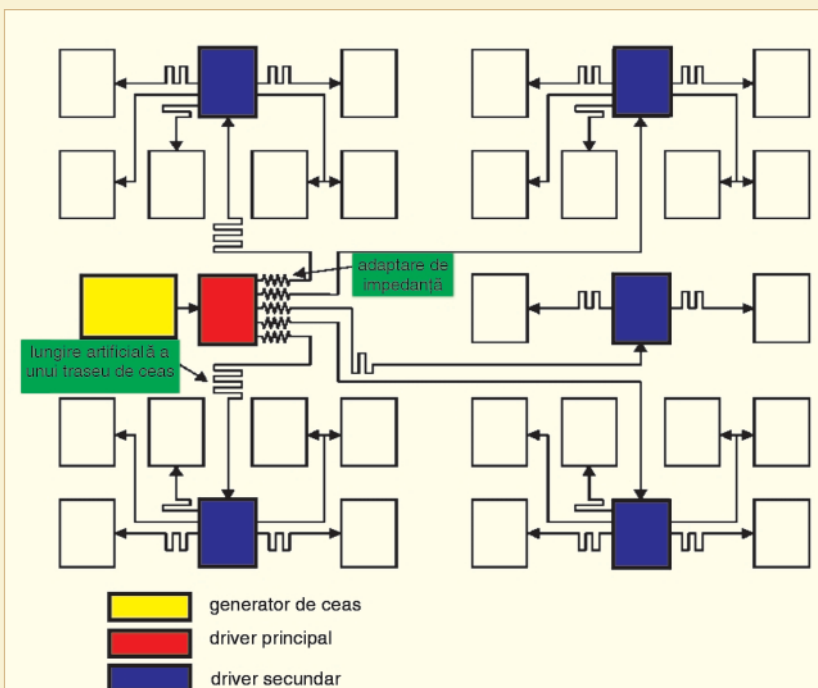 adaptare de
impedanță
lungire artificială a
unui traseu de ceas
generator de ceas
driver principal
driver secundar